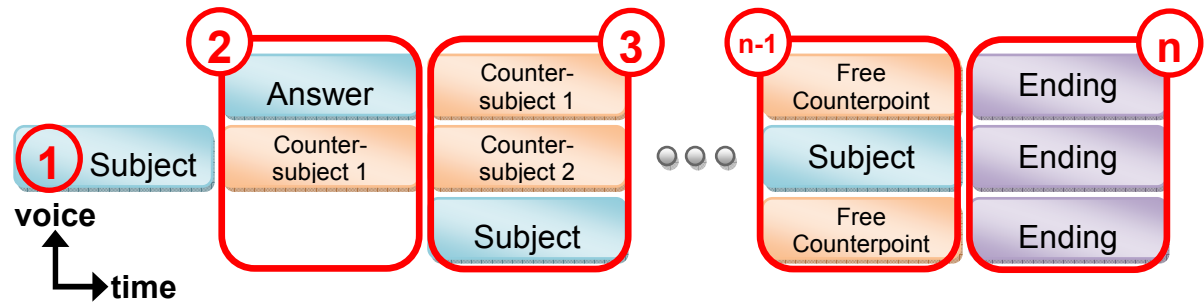 2
3
n-1
n
Answer
Counter-
subject 1
Free
Counterpoint
Ending
1
Subject
Counter-
subject 1
Counter-
subject 2
Subject
Ending
voice
Subject
Free
Counterpoint
Ending
time